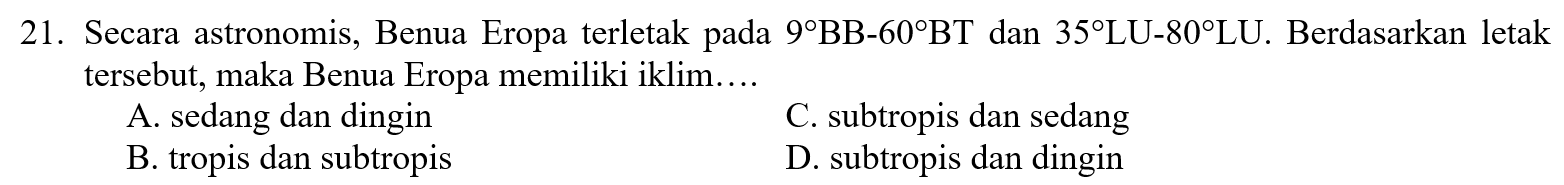 21. Secara astronomis, Benua Eropa terletak pada 9°BB-60°BT dan 35°LU-80°LU. Berdasarkan letak
tersebut, maka Benua Eropa memiliki iklim....
A. sedang dan dingin C. subtropis dan sedang
B. tropis dan subtropis D. subtropis dan dingin